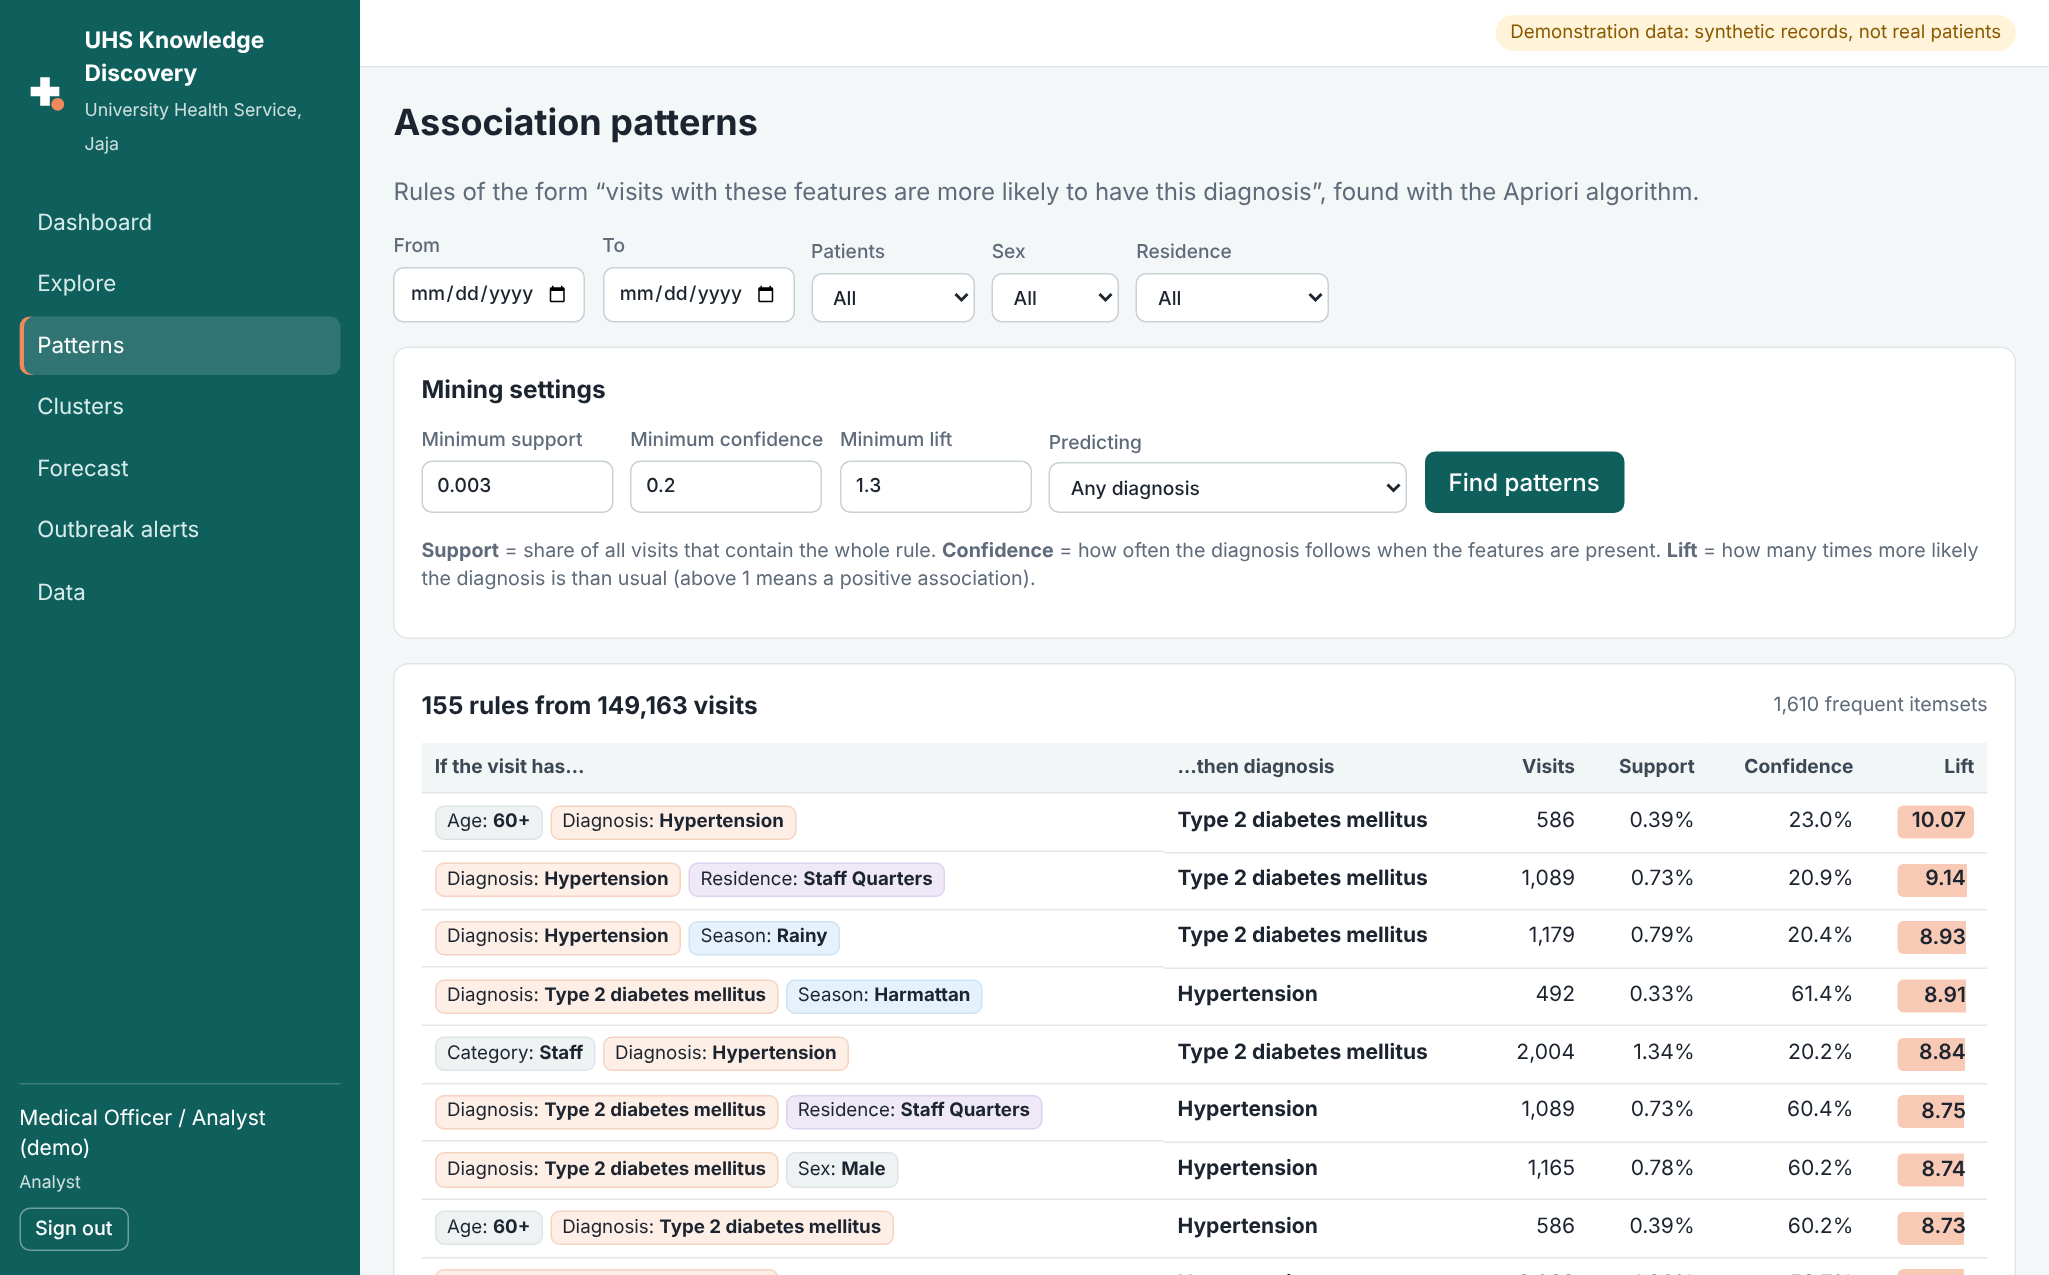 UHS Knowledge
Discovery
University Health Service,
Jaja
Dashboard
Explore
Patterns
Clusters
Forecast
Outbreak alerts
Data
Medical Officer / Analyst
(demo)
Analyst
Sign out
Demonstration data: synthetic records, not real patients
Association patterns
Rules of the form “visits with these features are more likely to have this diagnosis”, found with the Apriori algorithm.
From To Patients Sex Residence
mm/dd/yyyy mm/dd/yyyy All All All
Mining settings
Minimum support Minimum confidence Minimum lift Predicting
0.003 0.2 1.3 Any diagnosis Find patterns
Support = share of all visits that contain the whole rule. Confidence = how often the diagnosis follows when the features are present. Lift = how many times more likely
the diagnosis is than usual (above 1 means a positive association).
155 rules from 149,163 visits 1,610 frequent itemsets
If the visit has... ...then diagnosis Visits Support Confidence Lift
Age: 60+ Diagnosis: Hypertension Type 2 diabetes mellitus 586 0.39% 23.0% 10.07
Diagnosis: Hypertension Residence: Staff Quarters Type 2 diabetes mellitus 1,089 0.73% 20.9% 9.14
Diagnosis: Hypertension Season: Rainy Type 2 diabetes mellitus 1,179 0.79% 20.4% 8.93
Diagnosis: Type 2 diabetes mellitus Season: Harmattan Hypertension 492 0.33% 61.4% 8.91
Category: Staff Diagnosis: Hypertension Type 2 diabetes mellitus 2,004 1.34% 20.2% 8.84
Diagnosis: Type 2 diabetes mellitus Residence: Staff Quarters Hypertension 1,089 0.73% 60.4% 8.75
Diagnosis: Type 2 diabetes mellitus Sex: Male Hypertension 1,165 0.78% 60.2% 8.74
Age: 60+ Diagnosis: Type 2 diabetes mellitus Hypertension 586 0.39% 60.2% 8.73